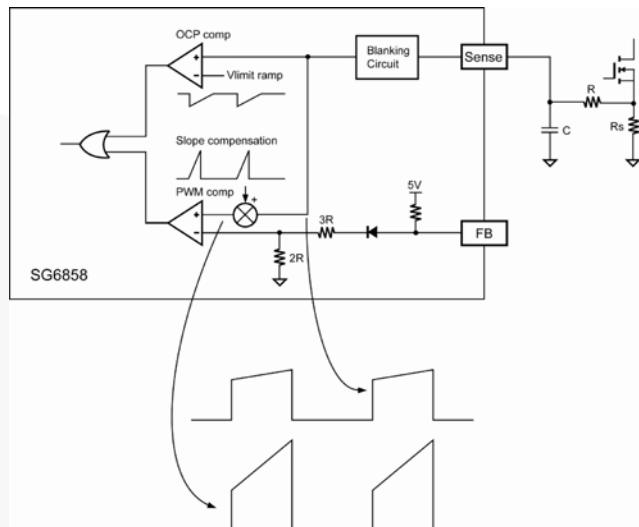 OCP comp
Vlimit ramp
Blanking
Circuit
Sense
R
Rs
C
Slope compensation
PWM comp
5V
3R
FB
2R
SG6858